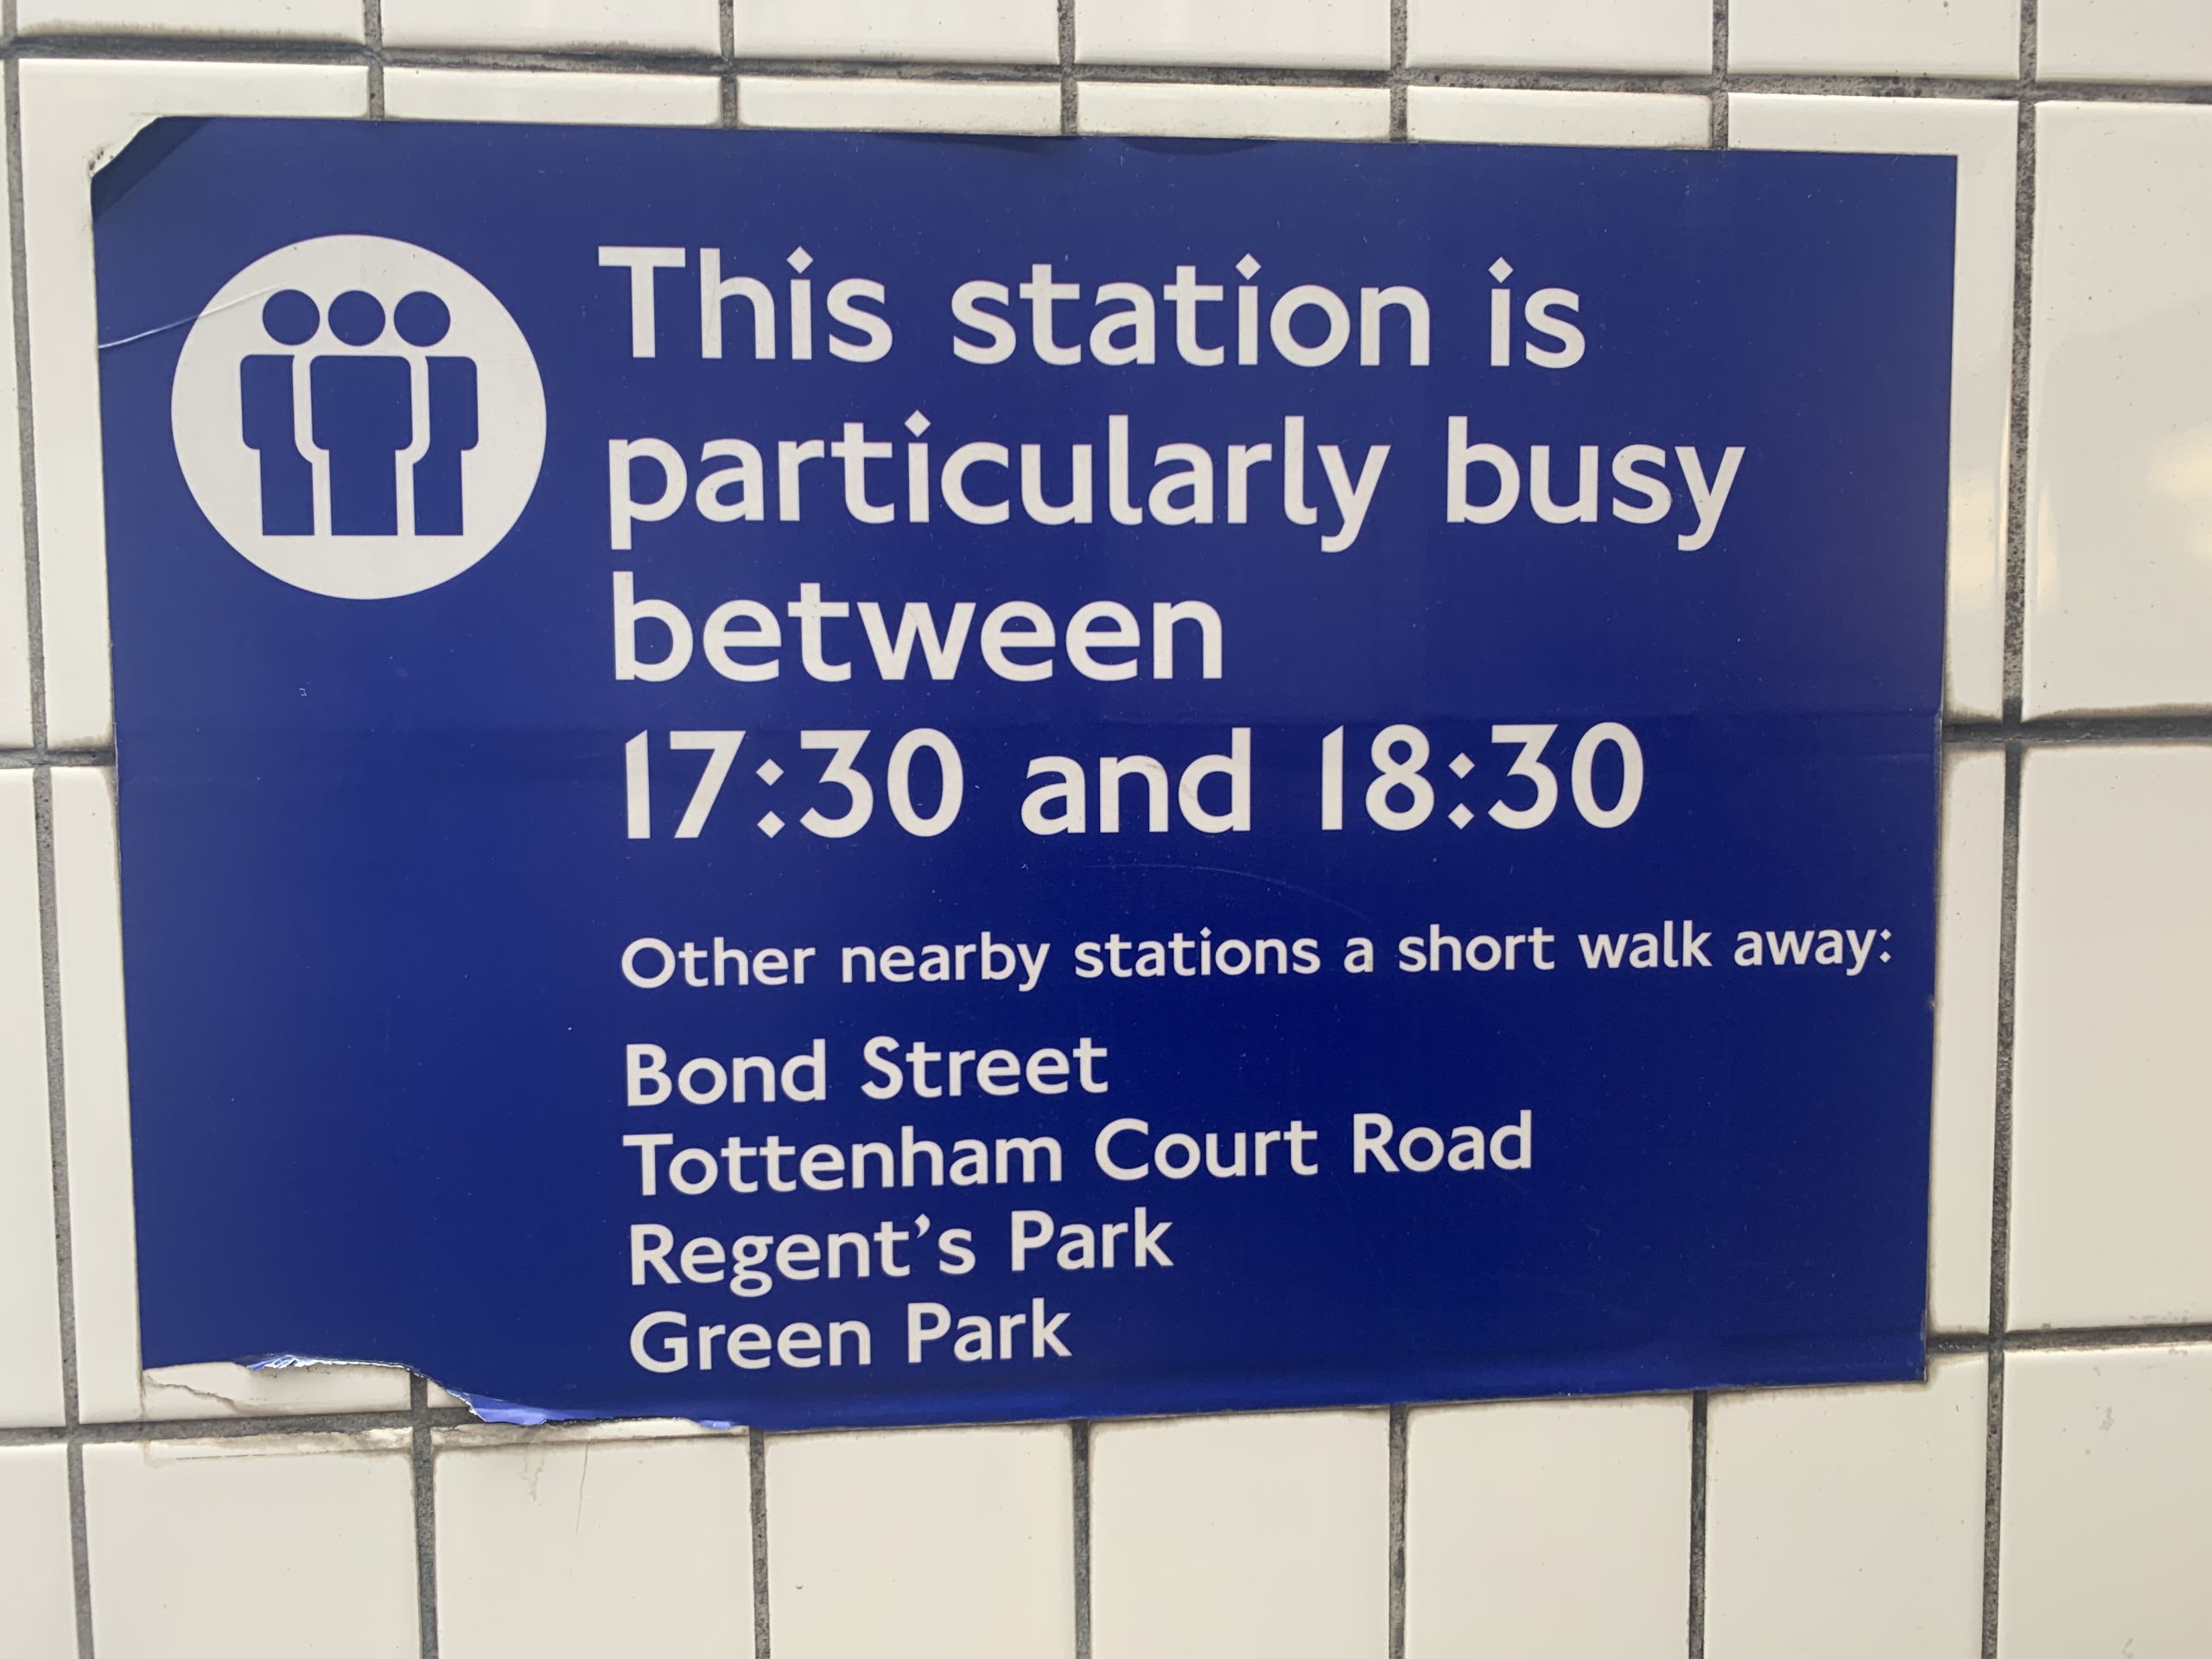 This station is
particularly busy
between
17:30 and 18:30
Other nearby stations a short walk away:
Bond Street
Tottenham Court Road
Regent’s Park
Green Park